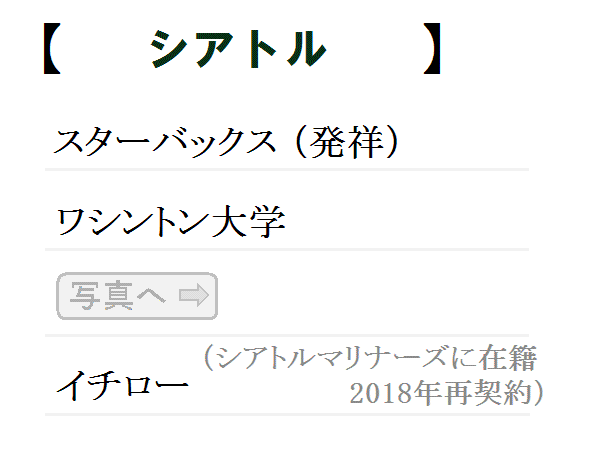 【 シアトル 】
スターバックス（発祥）
ワシントン大学
写真へ ⇨
イチロー （シアトルマリナーズに在籍
2018年再契約）